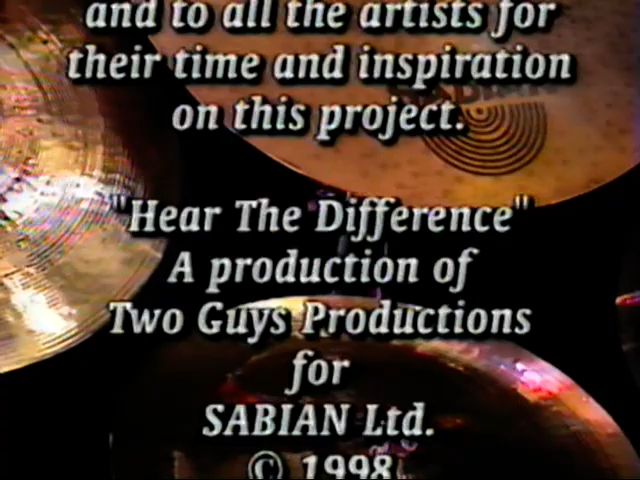 and to all the artists for
their time and inspiration
on this project.
SABIAN
"Hear The Difference"
A production of
Two Guys Productions
for
SABIAN Ltd.
© 1998